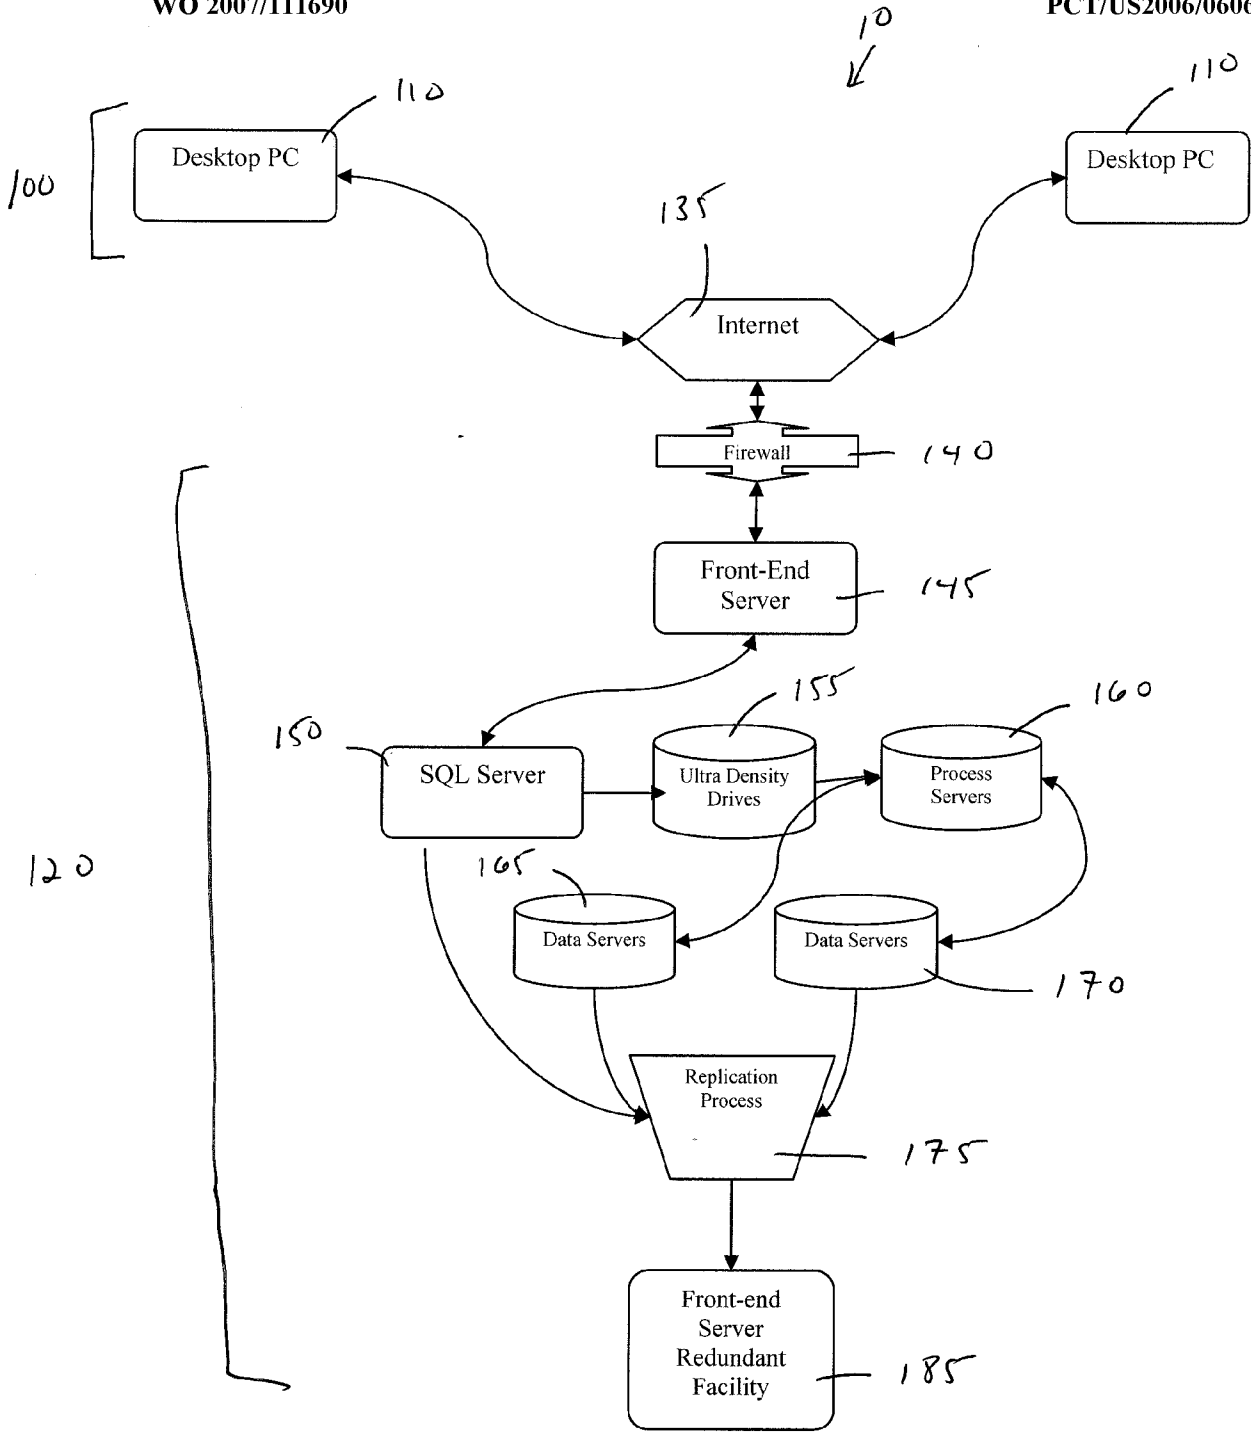 WO 2007/111690
PCT/US2006/0606
10
110
110
Desktop PC
Desktop PC
100
135
Internet
Firewall
140
Front-End
Server
145
155
160
150
SQL Server
Ultra Density
Drives
Process
Servers
165
120
Data Servers
Data Servers
170
Replication
Process
175
Front-end
Server
Redundant
Facility
185